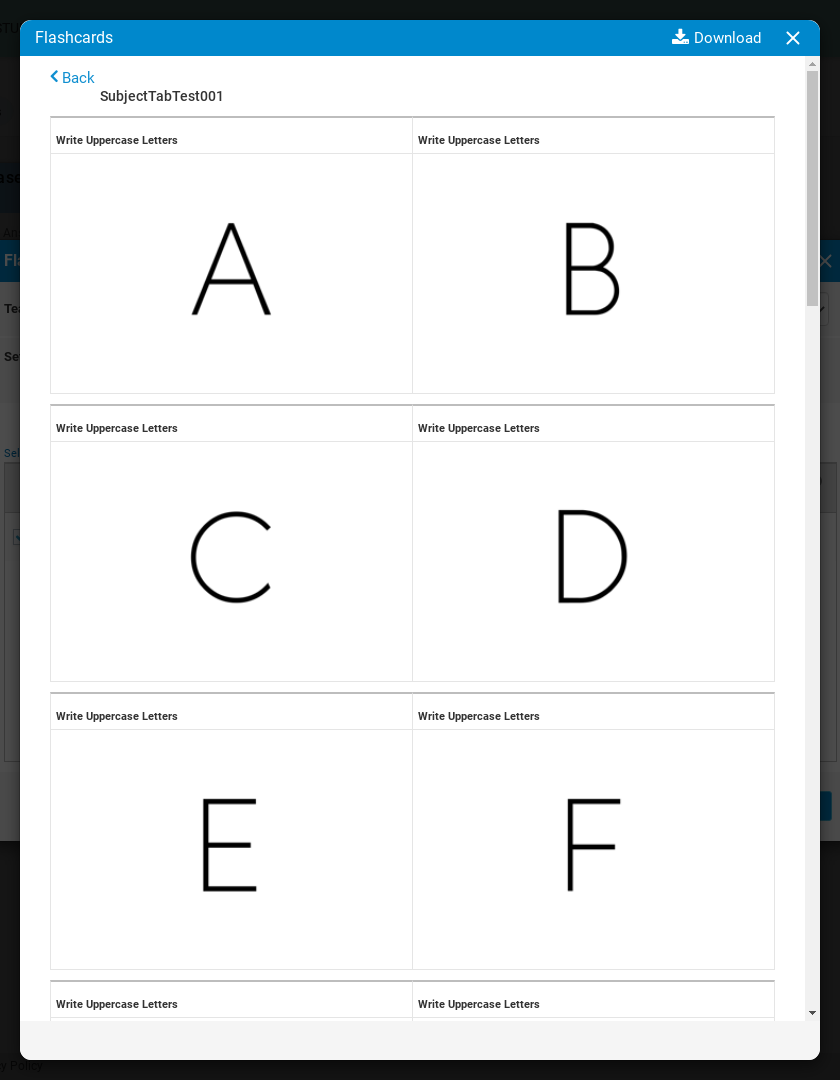 Flashcards Download
Back
SubjectTabTest001
Write Uppercase Letters Write Uppercase Letters
A B
Write Uppercase Letters Write Uppercase Letters
C D
Write Uppercase Letters Write Uppercase Letters
E F
Write Uppercase Letters Write Uppercase Letters
Policy